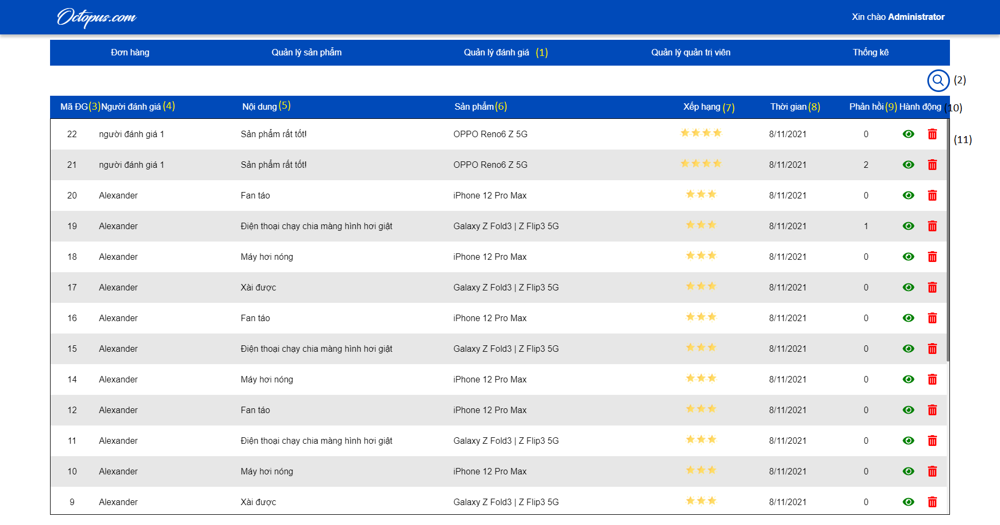 Octopus.com
Xin chào Administrator
Đơn hàng Quản lý sản phẩm Quản lý đánh giá (1) Quản lý quản trị viên Thống kê
(2)
Mã ĐG(3)Người đánh giá (4) Nội dung (5) Sản phẩm(6) Xếp hạng (7) Thời gian(8) Phản hồi(9) Hành động (10)
22 người đánh giá 1 Sản phẩm rất tốt! OPPO Reno6 Z 5G 8/11/2021 0
(11)
21 người đánh giá 1 Sản phẩm rất tốt! OPPO Reno6 Z 5G 8/11/2021 2
20 Alexander Fan táo iPhone 12 Pro Max 8/11/2021 0
19 Alexander Điện thoại chạy chia màng hình hơi giật Galaxy Z Fold3 | Z Flip3 5G 8/11/2021 1
18 Alexander Máy hơi nóng iPhone 12 Pro Max 8/11/2021 0
17 Alexander Xài được Galaxy Z Fold3 | Z Flip3 5G 8/11/2021 0
16 Alexander Fan táo iPhone 12 Pro Max 8/11/2021 0
15 Alexander Điện thoại chạy chia màng hình hơi giật Galaxy Z Fold3 | Z Flip3 5G 8/11/2021 0
14 Alexander Máy hơi nóng iPhone 12 Pro Max 8/11/2021 0
12 Alexander Fan táo iPhone 12 Pro Max 8/11/2021 0
11 Alexander Điện thoại chạy chia màng hình hơi giật Galaxy Z Fold3 | Z Flip3 5G 8/11/2021 0
10 Alexander Máy hơi nóng iPhone 12 Pro Max 8/11/2021 0
9 Alexander Xài được Galaxy Z Fold3 | Z Flip3 5G 8/11/2021 0